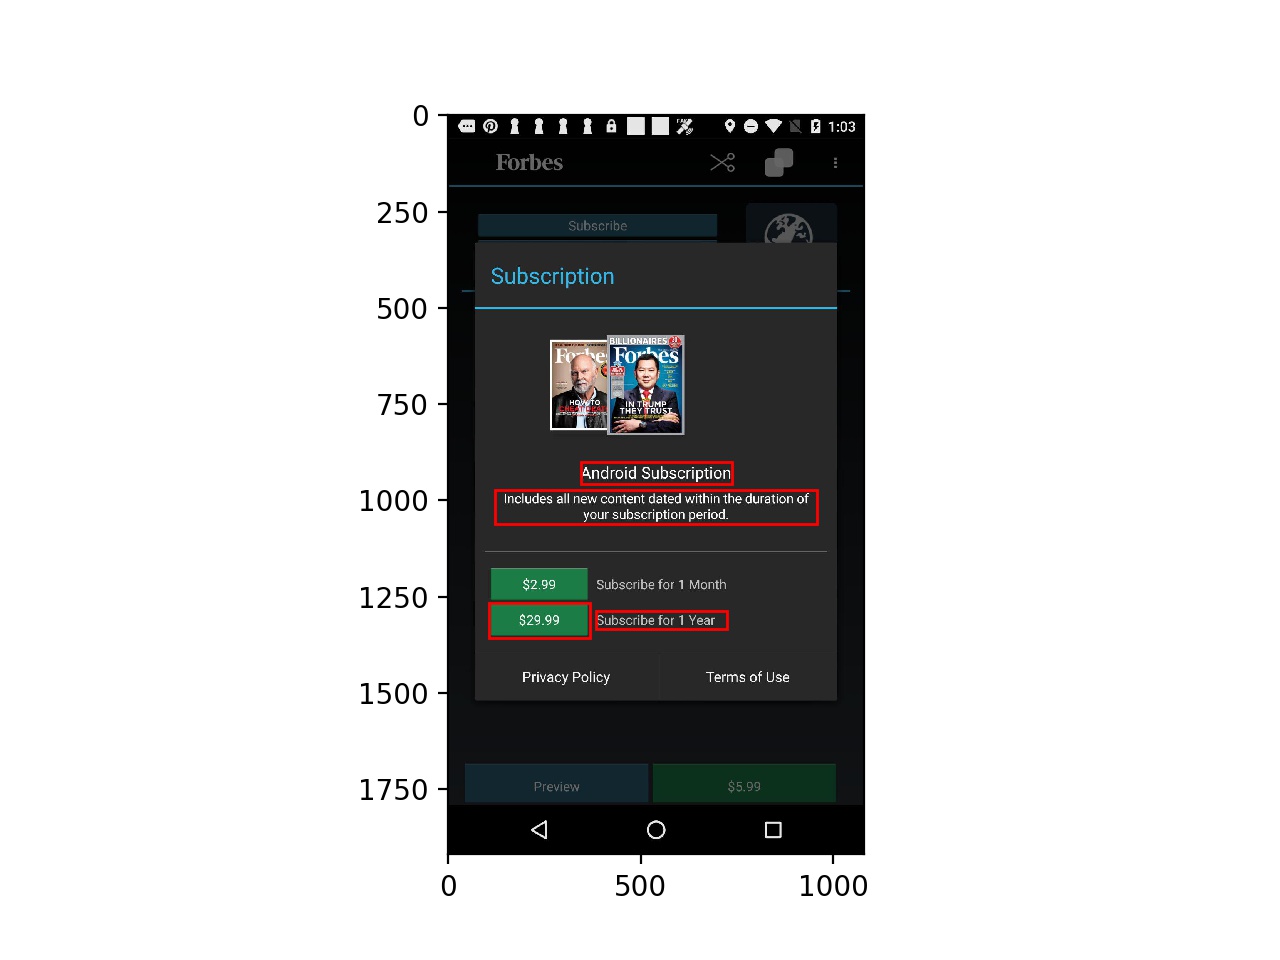 0
FAKE
1:03
Forbes
250
Subscribe
Subscription
500
BILLIONAIRES
Forbes
Forbes
750
HOW TO
IN TRUMP
THEY TRUST
Android Subscription
1000
Includes all new content dated within the duration of
your subscription period.
1250
$2.99 Subscribe for 1 Month
$29.99 Subscribe for 1 Year
1500
Privacy Policy Terms of Use
1750
Preview $5.99
0 500 1000